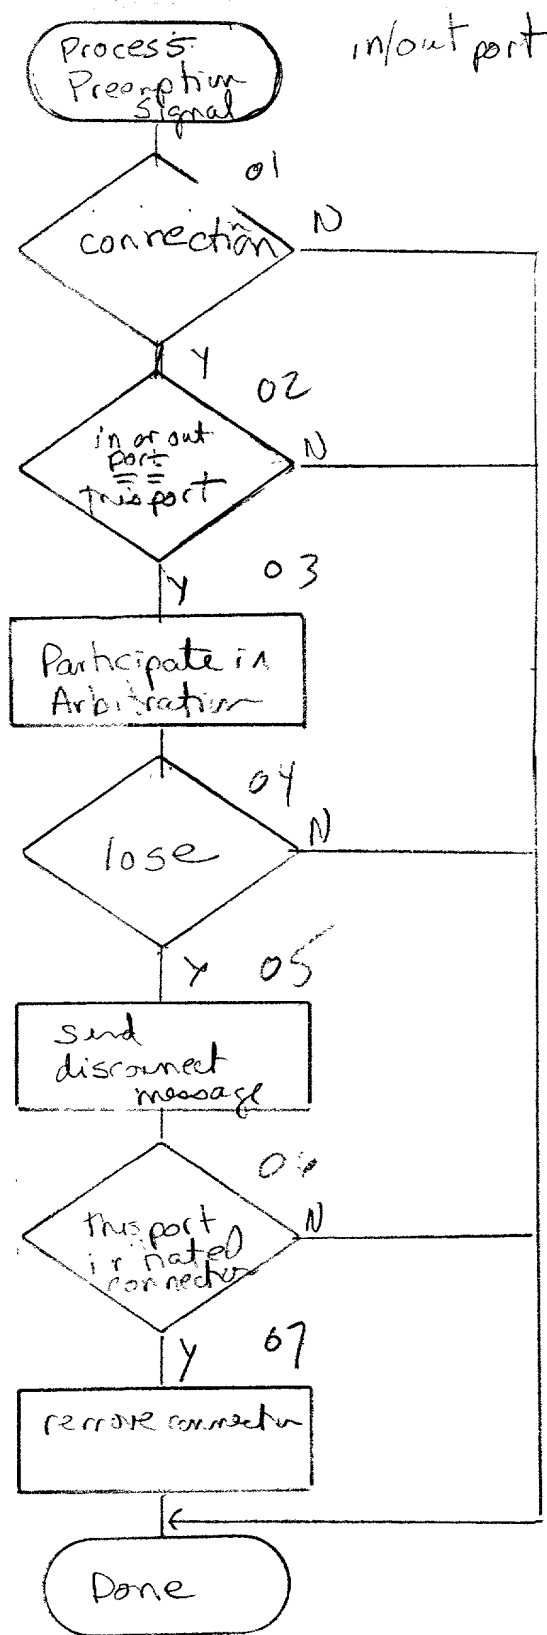 in/out port
Process
Preemption
Signal
01
connection
N
Y
02
in or out
port
==
this port
N
Y
03
Participate in
Arbitration
04
lose
N
Y
05
send
disconnect
message
this port
connection
N
Y
07
remove connection
Done